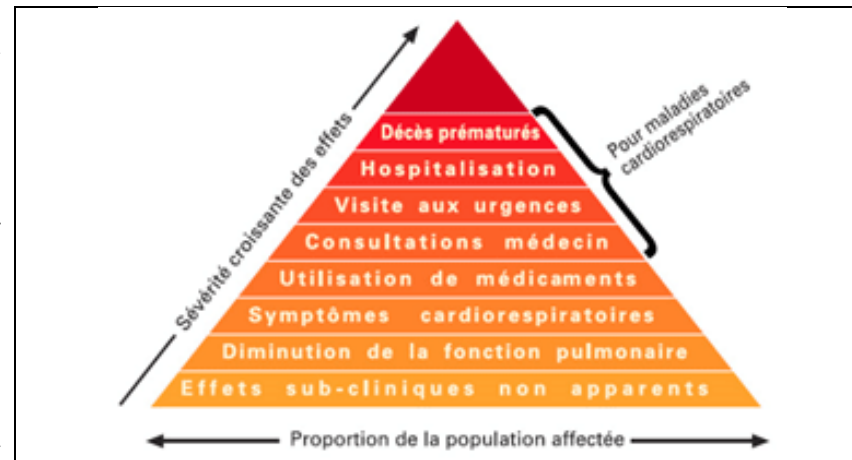 Décès prématurés
Hospitalisation
Visite aux urgences
Consultations médecin
Utilisation de médicaments
Symptômes cardiorespiratoires
Diminution de la fonction pulmonaire
Effets sub-cliniques non apparents
Sévérité croissante des effets
Pour maladies
cardiorespiratoires
Proportion de la population affectée